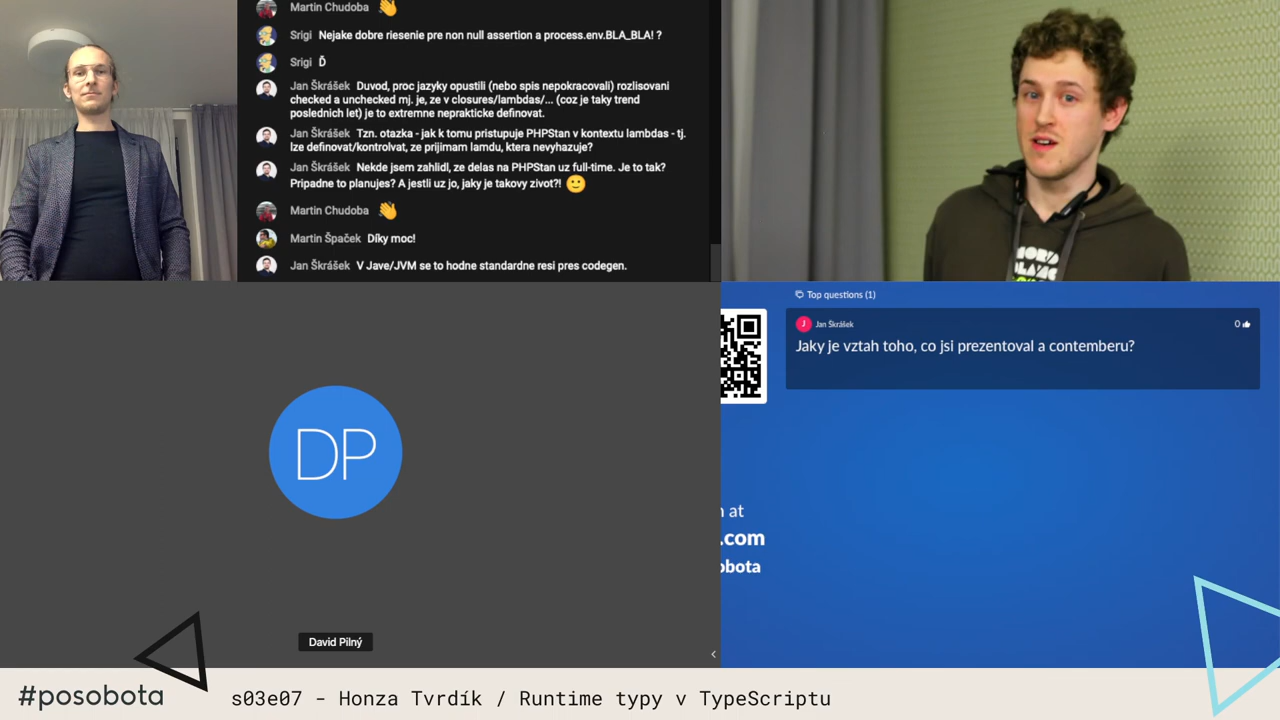 Martin Chudoba 👋
Srigi Nejake dobre riesenie pre non null assertion a process.env.BLA_BLA! ?
Srigi Ď
Jan Škrášek Duvod, proc jazyky opustili (nebo spis nepokracovali) rozlisovani
checked a unchecked mj. je, ze v closures/lambdas/... (coz je taky trend
poslednich let) je to extremne neprakticke definovat.
Jan Škrášek Tzn. otazka - jak k tomu pristupuje PHPStan v kontextu lambdas - tj.
lze definovat/kontrolvat, ze prijimam lamdu, ktera nevyhazuje?
Jan Škrášek Nekde jsem zahlidl, ze delas na PHPStan uz full-time. Je to tak?
Pripadne to planujes? A jestli uz jo, jaky je takovy zivot?! 🙂
Martin Chudoba 👋
Martin Špaček Díky moc!
Jan Škrášek V Jave/JVM se to hodne standardne resi pres codegen.
Top questions (1)
J Jan Škrášek 0
Jaky je vztah toho, co jsi prezentoval a contemberu?
at
.com
obota
DP
David Pilný
#posobota
s03e07 - Honza Tvrdík / Runtime typy v TypeScriptu